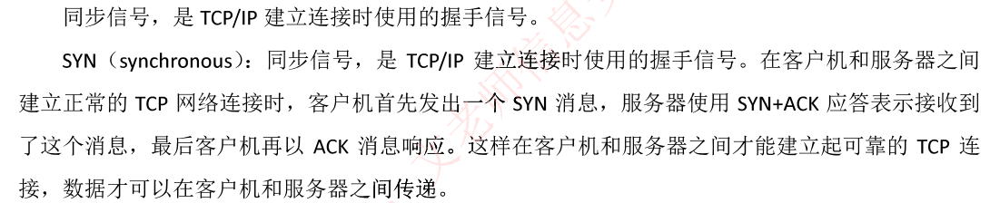 同步信号，是 TCP/IP 建立连接时使用的握手信号。
SYN（synchronous）：同步信号，是 TCP/IP 建立连接时使用的握手信号。在客户机和服务器之间
建立正常的 TCP 网络连接时，客户机首先发出一个 SYN 消息，服务器使用 SYN+ACK 应答表示接收到
了这个消息，最后客户机再以 ACK 消息响应。这样在客户机和服务器之间才能建立起可靠的 TCP 连
接，数据才可以在客户机和服务器之间传递。
老师信息